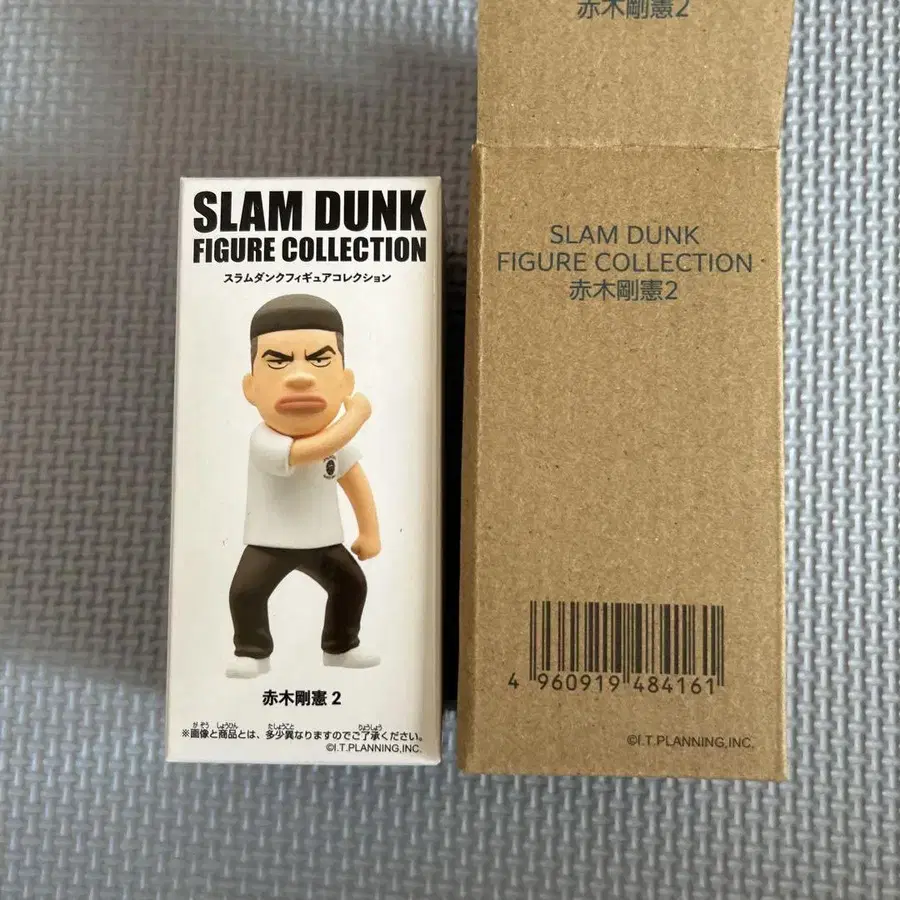 SLAM DUNK
FIGURE COLLECTION
スラムダンクフィギュアコレクション
赤木剛憲 2
※画像と商品とは、多少異なりますのでご了承ください。
©I.T.PLANNING,INC.
赤木剛憲2
SLAM DUNK
FIGURE COLLECTION
赤木剛憲2
4 960919 484161
©I.T.PLANNING,INC.